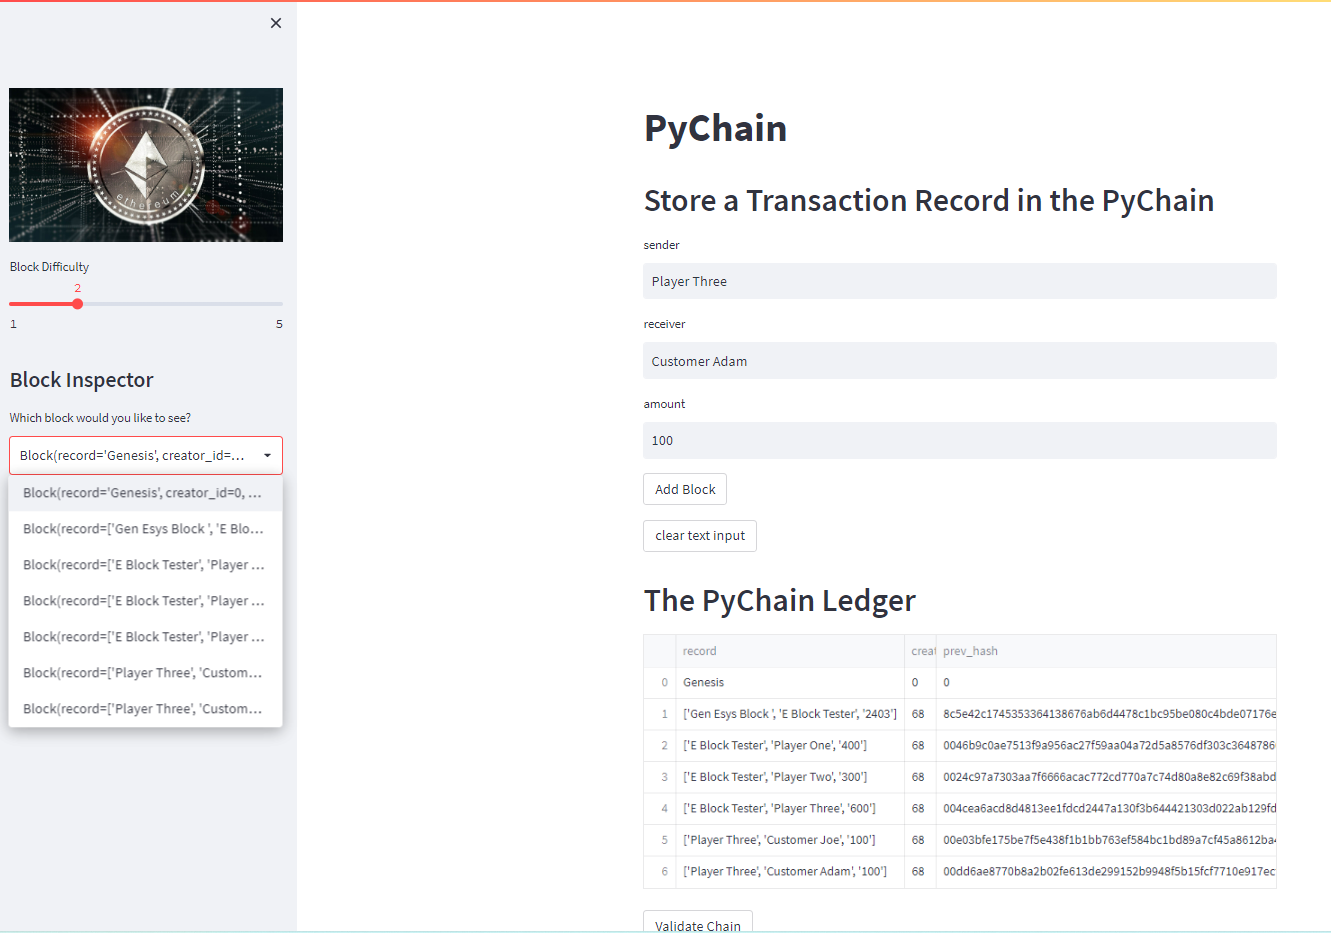 ethereum
Block Difficulty
2
1 5
Block Inspector
Which block would you like to see?
Block(record='Genesis', creator_id=...
Block(record='Genesis', creator_id=0, ...
Block(record=['Gen Esys Block ', 'E Blo...
Block(record=['E Block Tester', 'Player ...
Block(record=['E Block Tester', 'Player ...
Block(record=['E Block Tester', 'Player ...
Block(record=['Player Three', 'Custom...
Block(record=['Player Three', 'Custom...
PyChain
Store a Transaction Record in the PyChain
sender
Player Three
receiver
Customer Adam
amount
100
Add Block
clear text input
The PyChain Ledger
record creat prev_hash
0 Genesis 0 0
1 ['Gen Esys Block ', 'E Block Tester', '2403'] 68 8c5e42c1745353364138676ab6d4478c1bc95be080c4bde07176e
2 ['E Block Tester', 'Player One', '400'] 68 0046b9c0ae7513f9a956ac27f59aa04a72d5a8576df303c3648786
3 ['E Block Tester', 'Player Two', '300'] 68 0024c97a7303aa7f6666acac772cd770a7c74d80a8e82c69f38abd
4 ['E Block Tester', 'Player Three', '600'] 68 004cea6acd8d4813ee1fdcd2447a130f3b644421303d022ab129fd
5 ['Player Three', 'Customer Joe', '100'] 68 00e03bfe175be7f5e438f1b1bb763ef584bc1bd89a7cf45a8612ba
6 ['Player Three', 'Customer Adam', '100'] 68 00dd6ae8770b8a2b02fe613de299152b9948f5b15fcf7710e917ec
Validate Chain